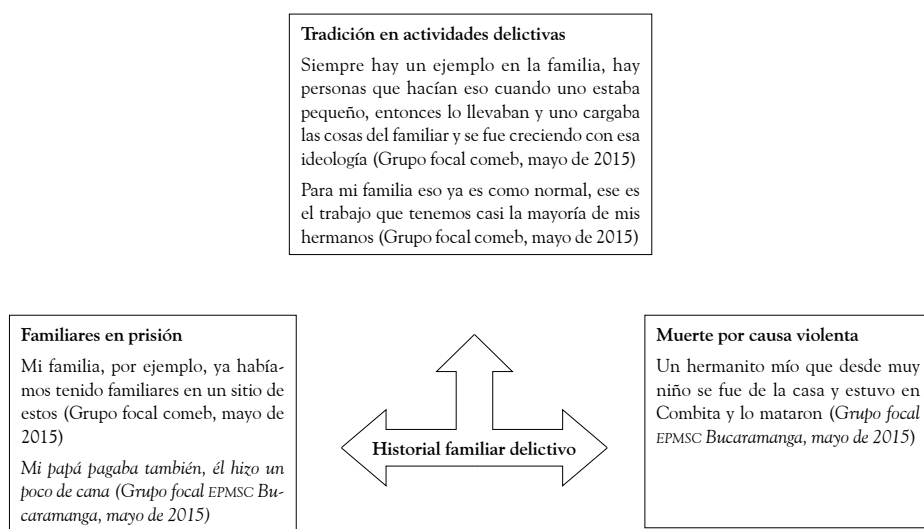 Tradición en actividades delictivas
Siempre hay un ejemplo en la familia, hay
personas que hacían eso cuando uno estaba
pequeño, entonces lo llevaban y uno cargaba
las cosas del familiar y se fue creciendo con esa
ideología (Grupo focal comeb, mayo de 2015)
Para mi familia eso ya es como normal, ese es
el trabajo que tenemos casi la mayoría de mis
hermanos (Grupo focal comeb, mayo de 2015)
Familiares en prisión
Mi familia, por ejemplo, ya había-
mos tenido familiares en un sitio de
estos (Grupo focal comeb, mayo de
2015)
Mi papá pagaba también, él hizo un
poco de cana (Grupo focal EPMSC Bu-
caramanga, mayo de 2015)
Historial familiar delictivo
Muerte por causa violenta
Un hermanito mío que desde muy
niño se fue de la casa y estuvo en
Combita y lo mataron (Grupo focal
EPMSC Bucaramanga, mayo de 2015)